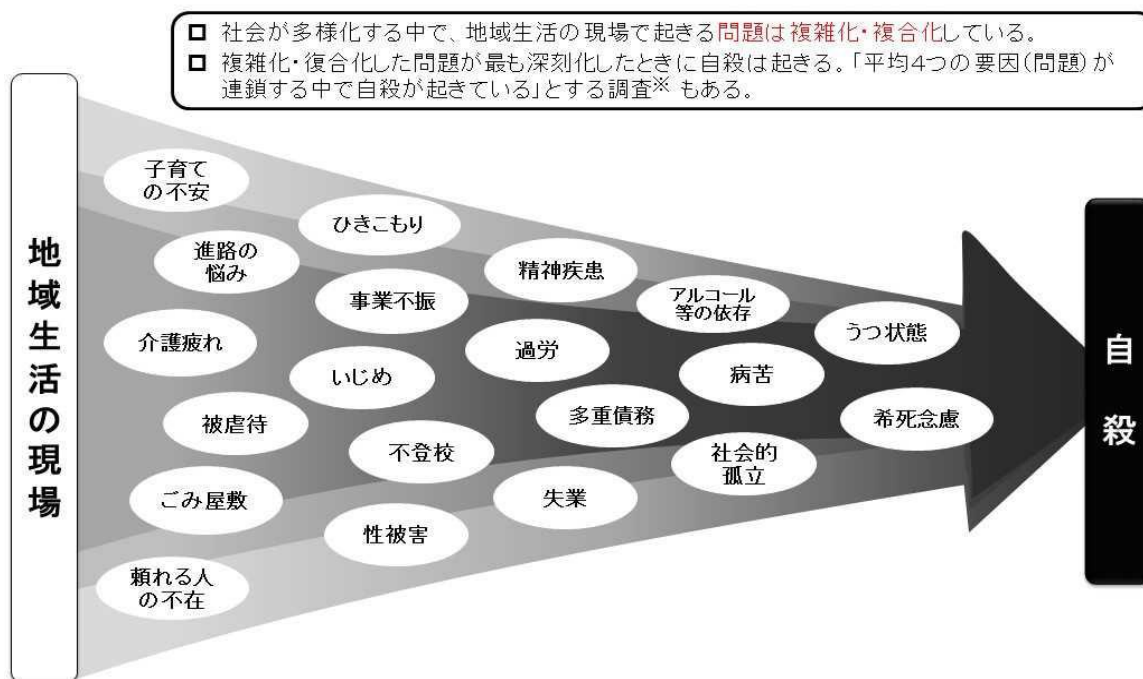 □ 社会が多様化する中で、地域生活の現場で起きる問題は複雑化・複合化している。
□ 複雑化・復合化した問題が最も深刻化したときに自殺は起きる。「平均4つの要因(問題)が
連鎖する中で自殺が起きている」とする調査※ もある。
地域生活の現場
子育て
の不安
ひきこもり
進路の
悩み
精神疾患
事業不振
アルコール
等の依存
うつ状態
介護疲れ
過労
いじめ
病苦
被虐待
多重債務
希死念慮
不登校
社会的
孤立
ごみ屋敷
失業
性被害
頼れる人
の不在
自殺